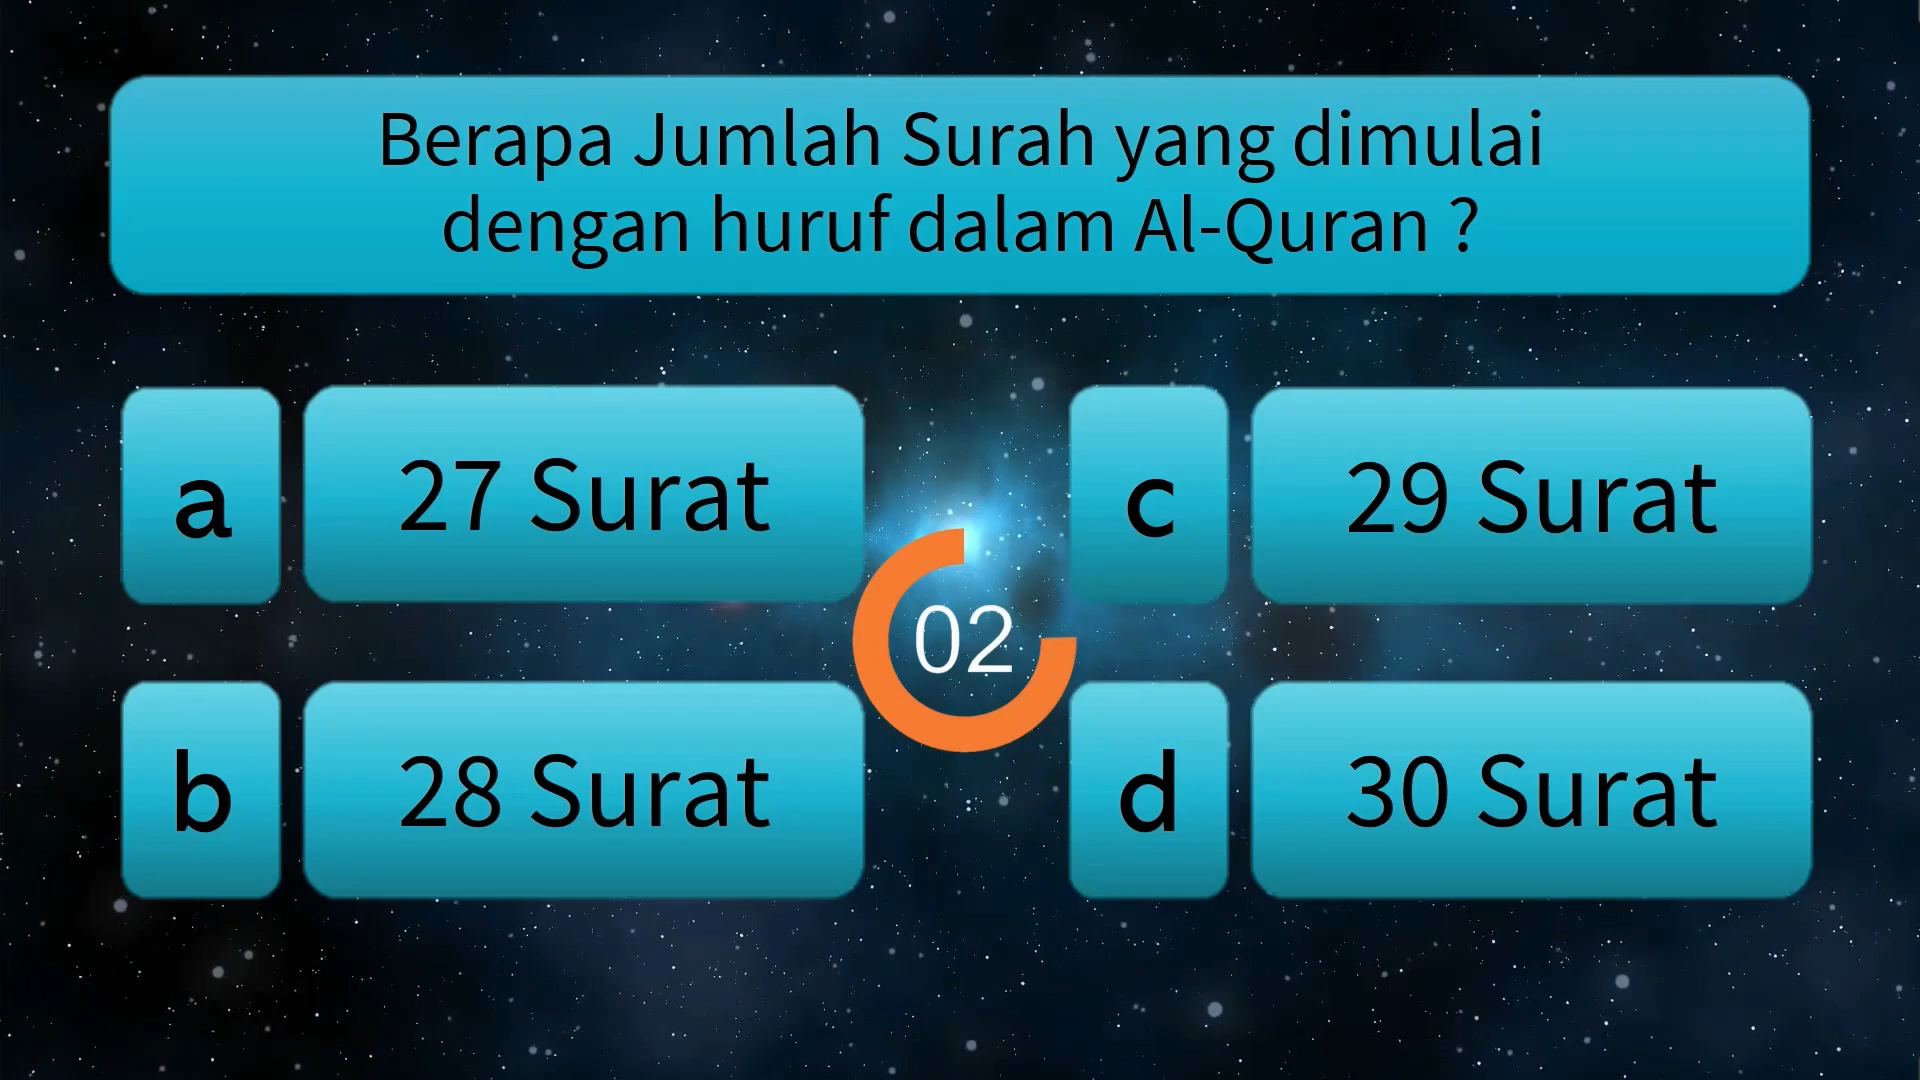 Berapa Jumlah Surah yang dimulai
dengan huruf dalam Al-Quran ?
a
27 Surat
c
29 Surat
02
b
28 Surat
d
30 Surat